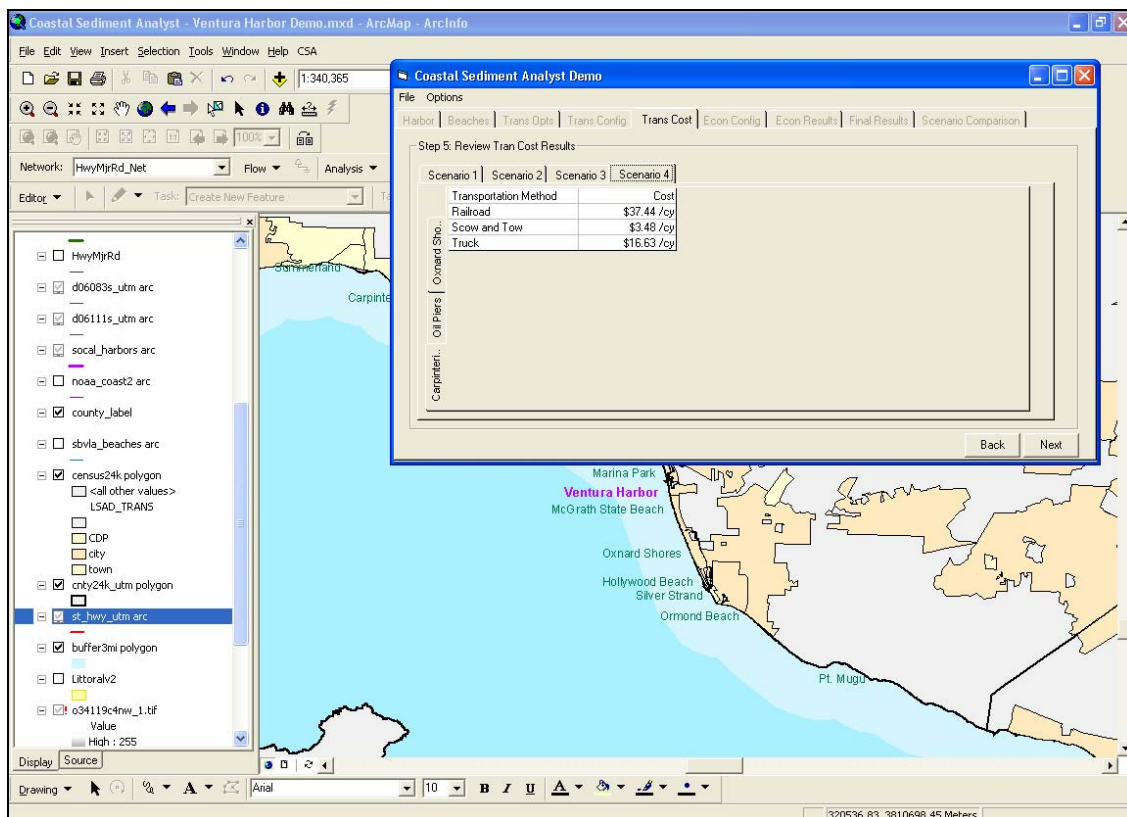 Coastal Sediment Analyst - Ventura Harbor Demo.mxd - ArcMap - ArcInfo
File Edit View Insert Selection Tools Window Help CSA
1:340,365
100%
Network: HwyMjrRd_Net Flow Analysis
Editor Task: Create New Feature
HwyMjrRd
d06083s_utm arc
d06111s_utm arc
socal_harbors arc
noaa_coast2 arc
county_label
sbvla_beaches arc
census24k polygon
<all other values>
LSAD_TRANS
CDP
city
town
cnty24k_utm polygon
st_hwy_utm arc
buffer3mi polygon
Littoralv2
o34119c4nw_1.tif
Value
High : 255
Display Source
Coastal Sediment Analyst Demo
File Options
Harbor Beaches Trans Opts Trans Config Trans Cost Econ Config Econ Results Final Results Scenario Comparison
Step 5: Review Tran Cost Results
Scenario 1 Scenario 2 Scenario 3 Scenario 4
Transportation Method Cost
Railroad $37.44 /cy
Scow and Tow $3.48 /cy
Truck $16.63 /cy
Oxnard Sho..
Oil Piers
Carpinteri..
Back Next
Summerland
Carpinte
Marina Park
Ventura Harbor
McGrath State Beach
Oxnard Shores
Hollywood Beach
Silver Strand
Ormond Beach
Pt. Mugu
Drawing A Arial 10 B I U A
320536.83 3810698.45 Meters